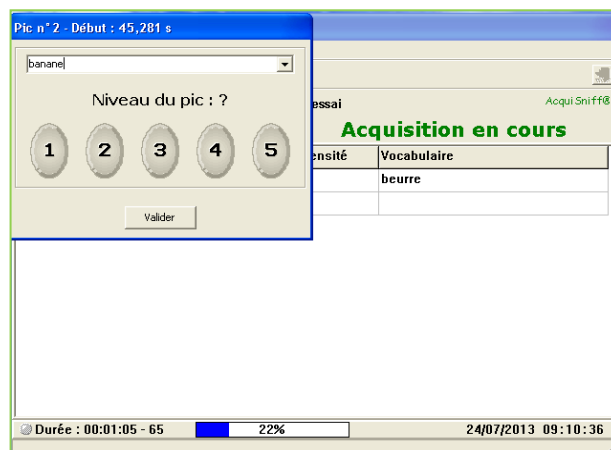 Pic n°2 - Début : 45,281 s
banane
Niveau du pic : ?
1 2 3 4 5
Valider
essai
Acqui Sniff®
Acquisition en cours
ensité Vocabulaire
beurre
Durée : 00:01:05 - 65 22% 24/07/2013 09:10:36